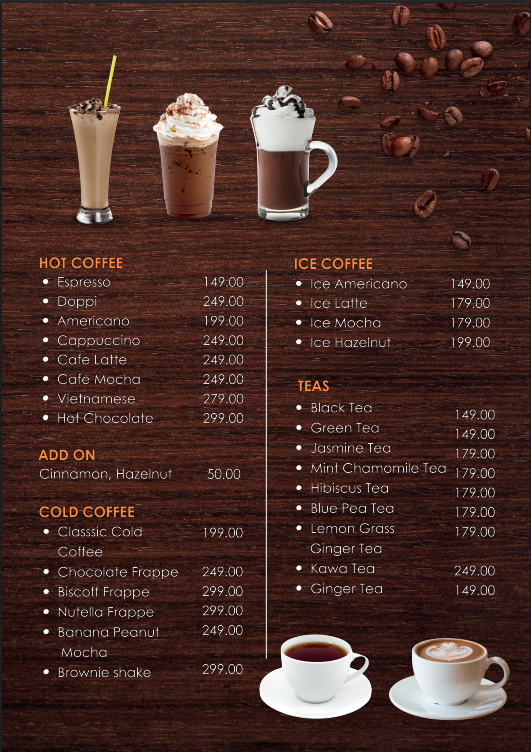 HOT COFFEE
Espresso 149.00
Doppi 249.00
Americano 199.00
Cappuccino 249.00
Cafe Latte 249.00
Cafe Mocha 249.00
Vietnamese 279.00
Hot Chocolate 299.00
ADD ON
Cinnamon, Hazelnut 50.00
COLD COFFEE
Classsic Cold 199.00
Coffee
Chocolate Frappe 249.00
Biscoff Frappe 299.00
Nutella Frappe 299.00
Banana Peanut 249.00
Mocha
Brownie shake 299.00
ICE COFFEE
Ice Americano 149.00
Ice Latte 179.00
Ice Mocha 179.00
Ice Hazelnut 199.00
TEAS
Black Tea 149.00
Green Tea 149.00
Jasmine Tea 179.00
Mint Chamomile Tea 179.00
Hibiscus Tea 179.00
Blue Pea Tea 179.00
Lemon Grass 179.00
Ginger Tea
Kawa Tea 249.00
Ginger Tea 149.00